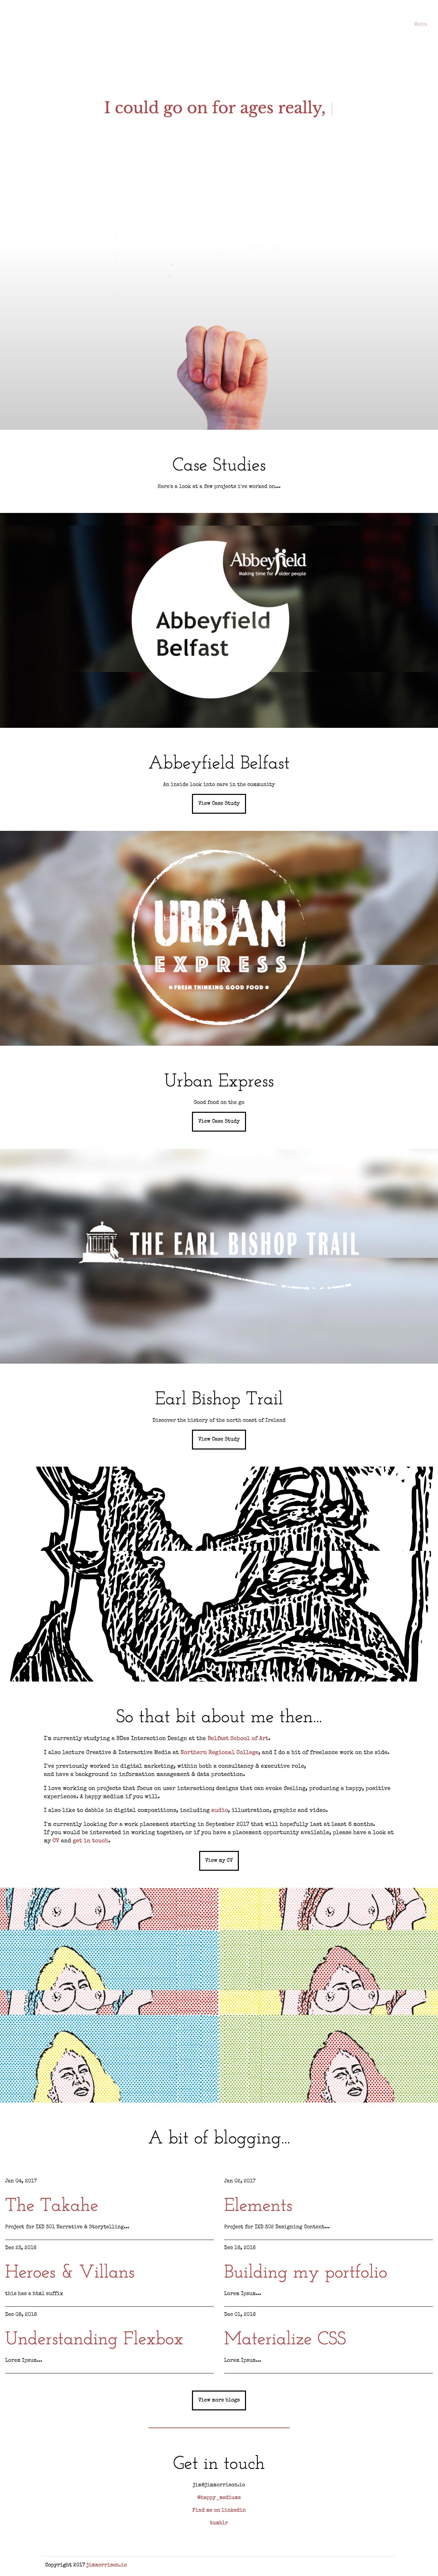 Menu
I could go on for ages really,
Case Studies
Here's a look at a few projects i've worked on...
Abbeyfield
Making time for older people
Abbeyfield
Belfast
Abbeyfield Belfast
An inside look into care in the community
View Case Study
URBAN
EXPRESS
FRESH THINKING GOOD FOOD
Urban Express
Good food on the go
View Case Study
THE EARL BISHOP TRAIL
Earl Bishop Trail
Discover the history of the north coast of Ireland
View Case Study
So that bit about me then...
I'm currently studying a BDes Interaction Design at the Belfast School of Art.
I also lecture Creative & Interactive Media at Northern Regional College, and I do a bit of freelance work on the side.
I've previously worked in digital marketing, within both a consultancy & executive role,
and have a background in information management & data protection.
I love working on projects that focus on user interaction; designs that can evoke feeling, producing a happy, positive
experience. A happy medium if you will.
I also like to dabble in digital compositions, including audio, illustration, graphic and video.
I'm currently looking for a work placement starting in September 2017 that will hopefully last at least 6 months.
If you would be interested in working together, or if you have a placement opportunity available, please have a look at
my CV and get in touch.
View my CV
A bit of blogging...
Jan 04, 2017
The Takahe
Project for IXD 301 Narrative & Storytelling...
Jan 02, 2017
Elements
Project for IXD 302 Designing Content...
Dec 23, 2016
Heroes & Villans
this has a html suffix
Dec 18, 2016
Building my portfolio
Lorem Ipsum...
Dec 08, 2016
Understanding Flexbox
Lorem Ipsum...
Dec 01, 2016
Materialize CSS
Lorem Ipsum...
View more blogs
Get in touch
jim@jimmorrison.io
@happy_mediums
Find me on linkedin
tumblr
Copyright 2017 jimmorrison.io